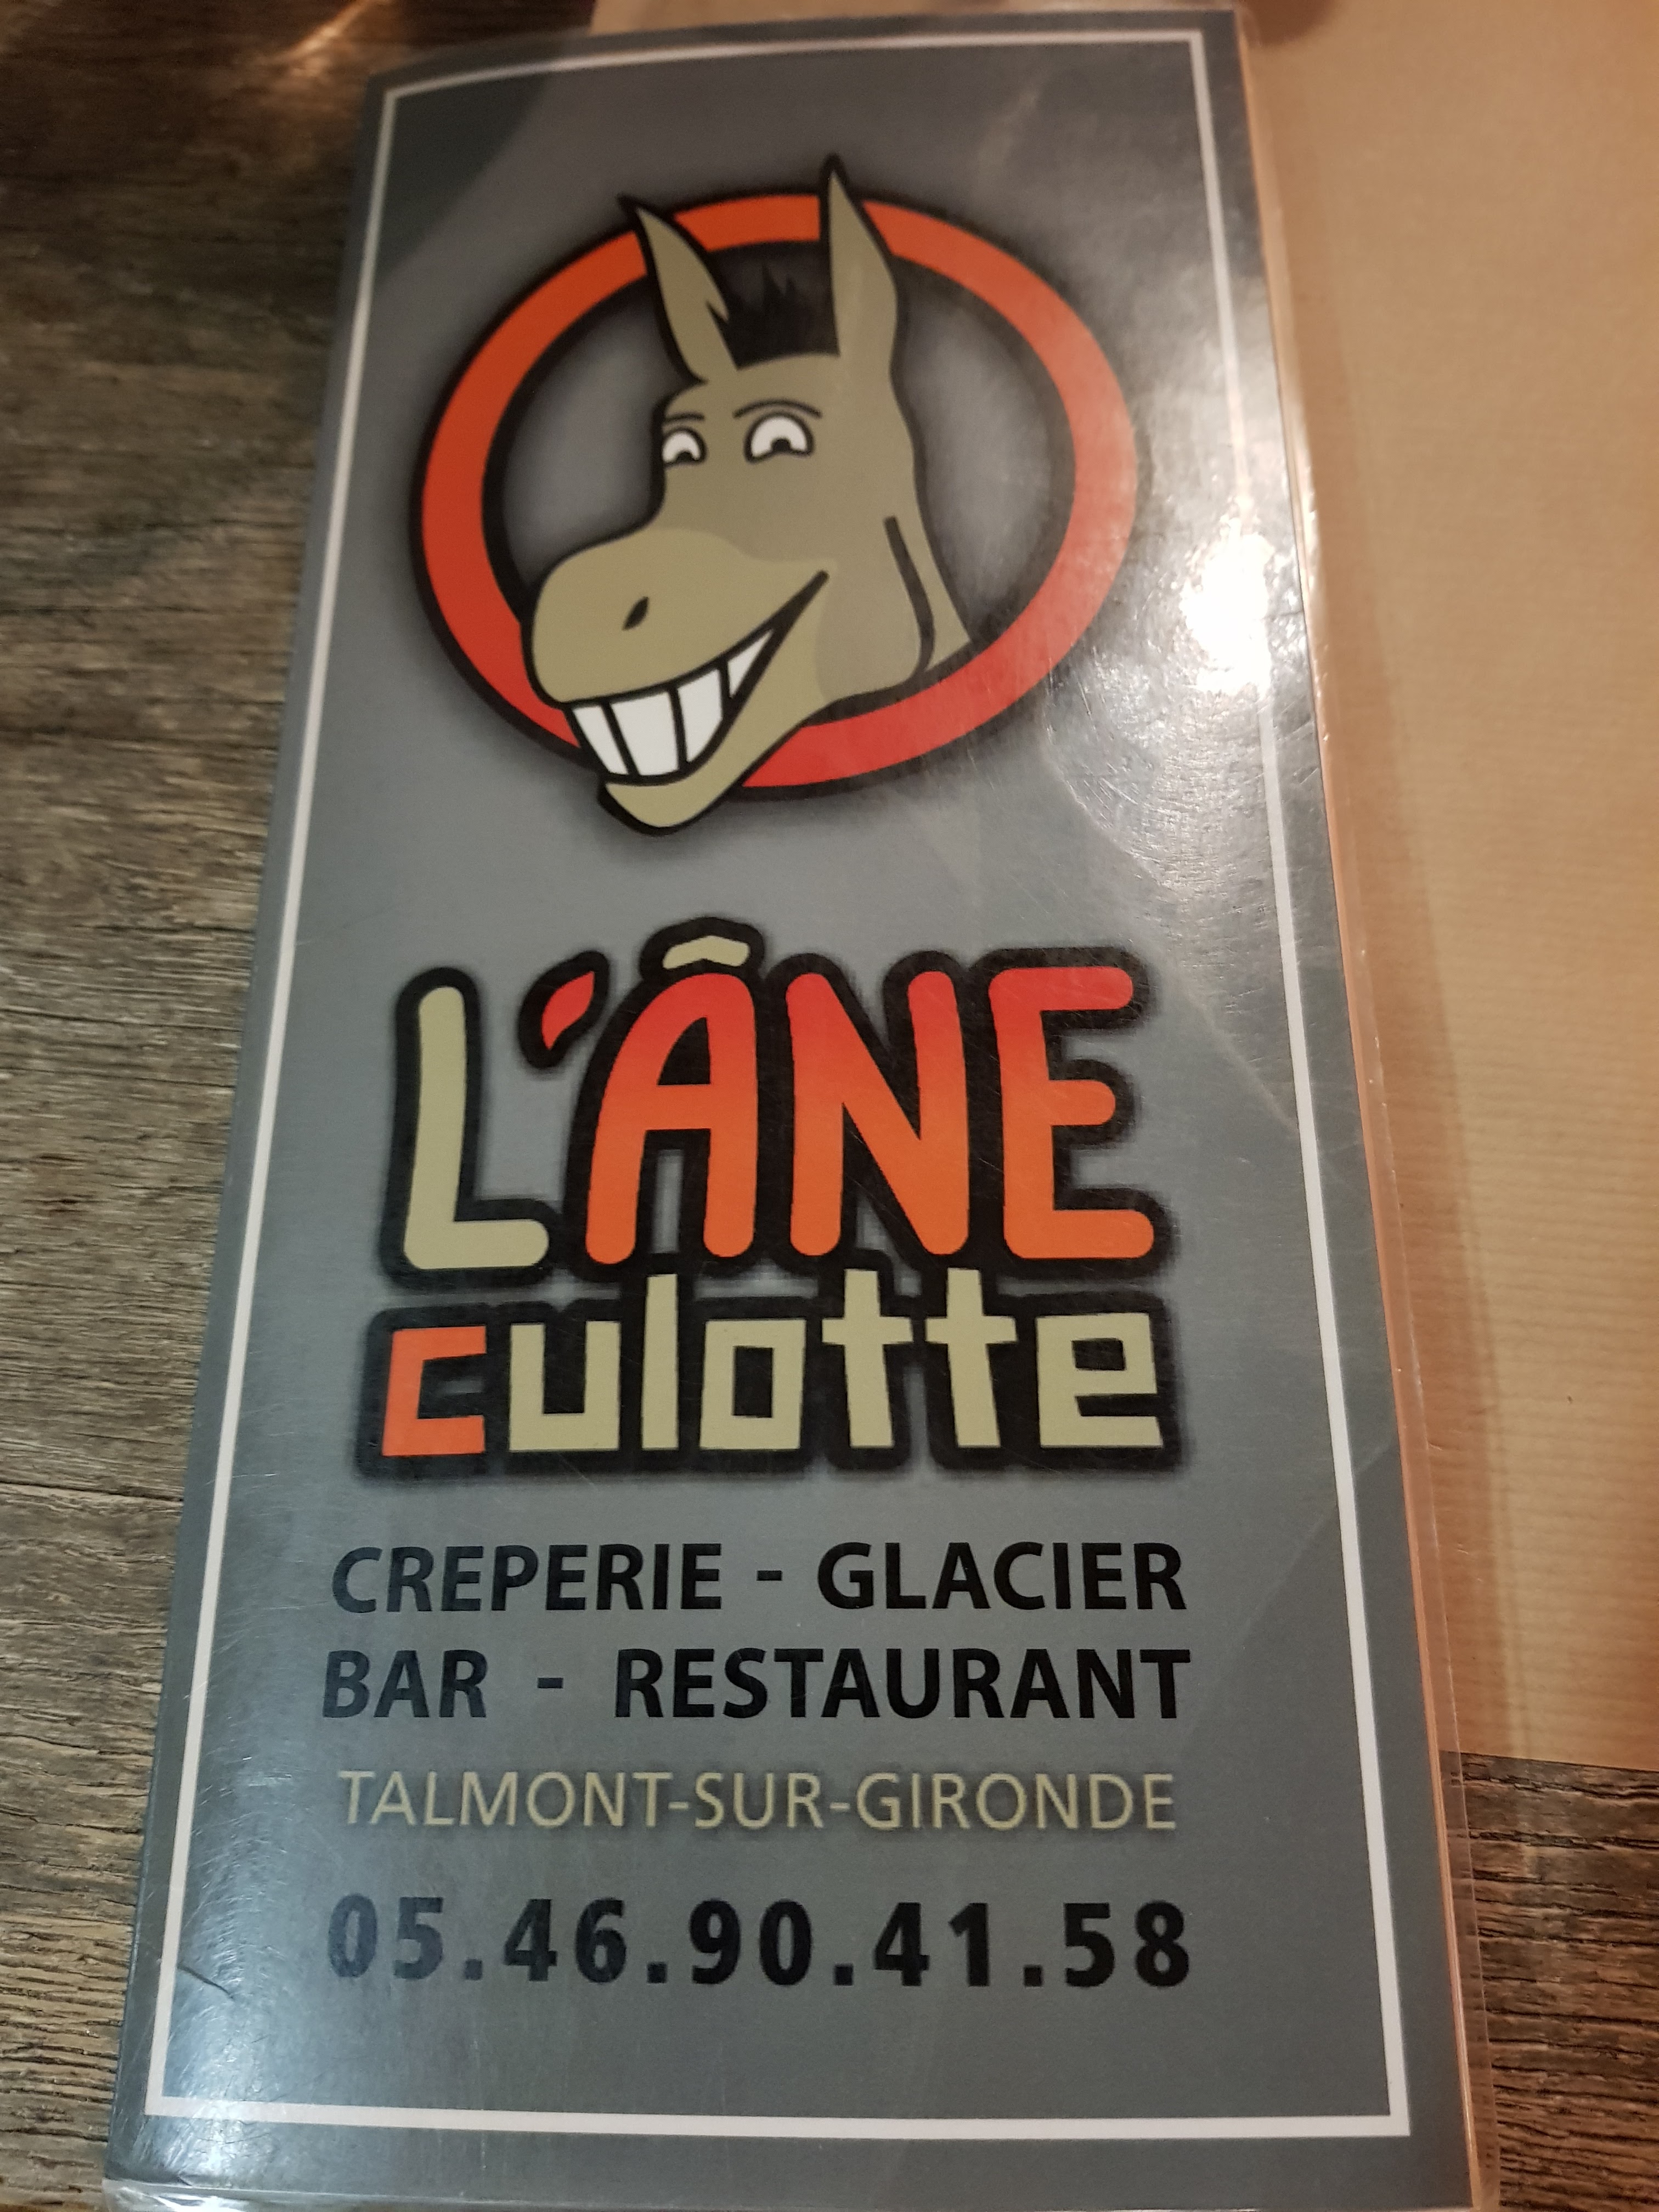 L'ÂNE
culotte
CREPERIE - GLACIER
BAR - RESTAURANT
TALMONT-SUR-GIRONDE
05.46.90.41.58